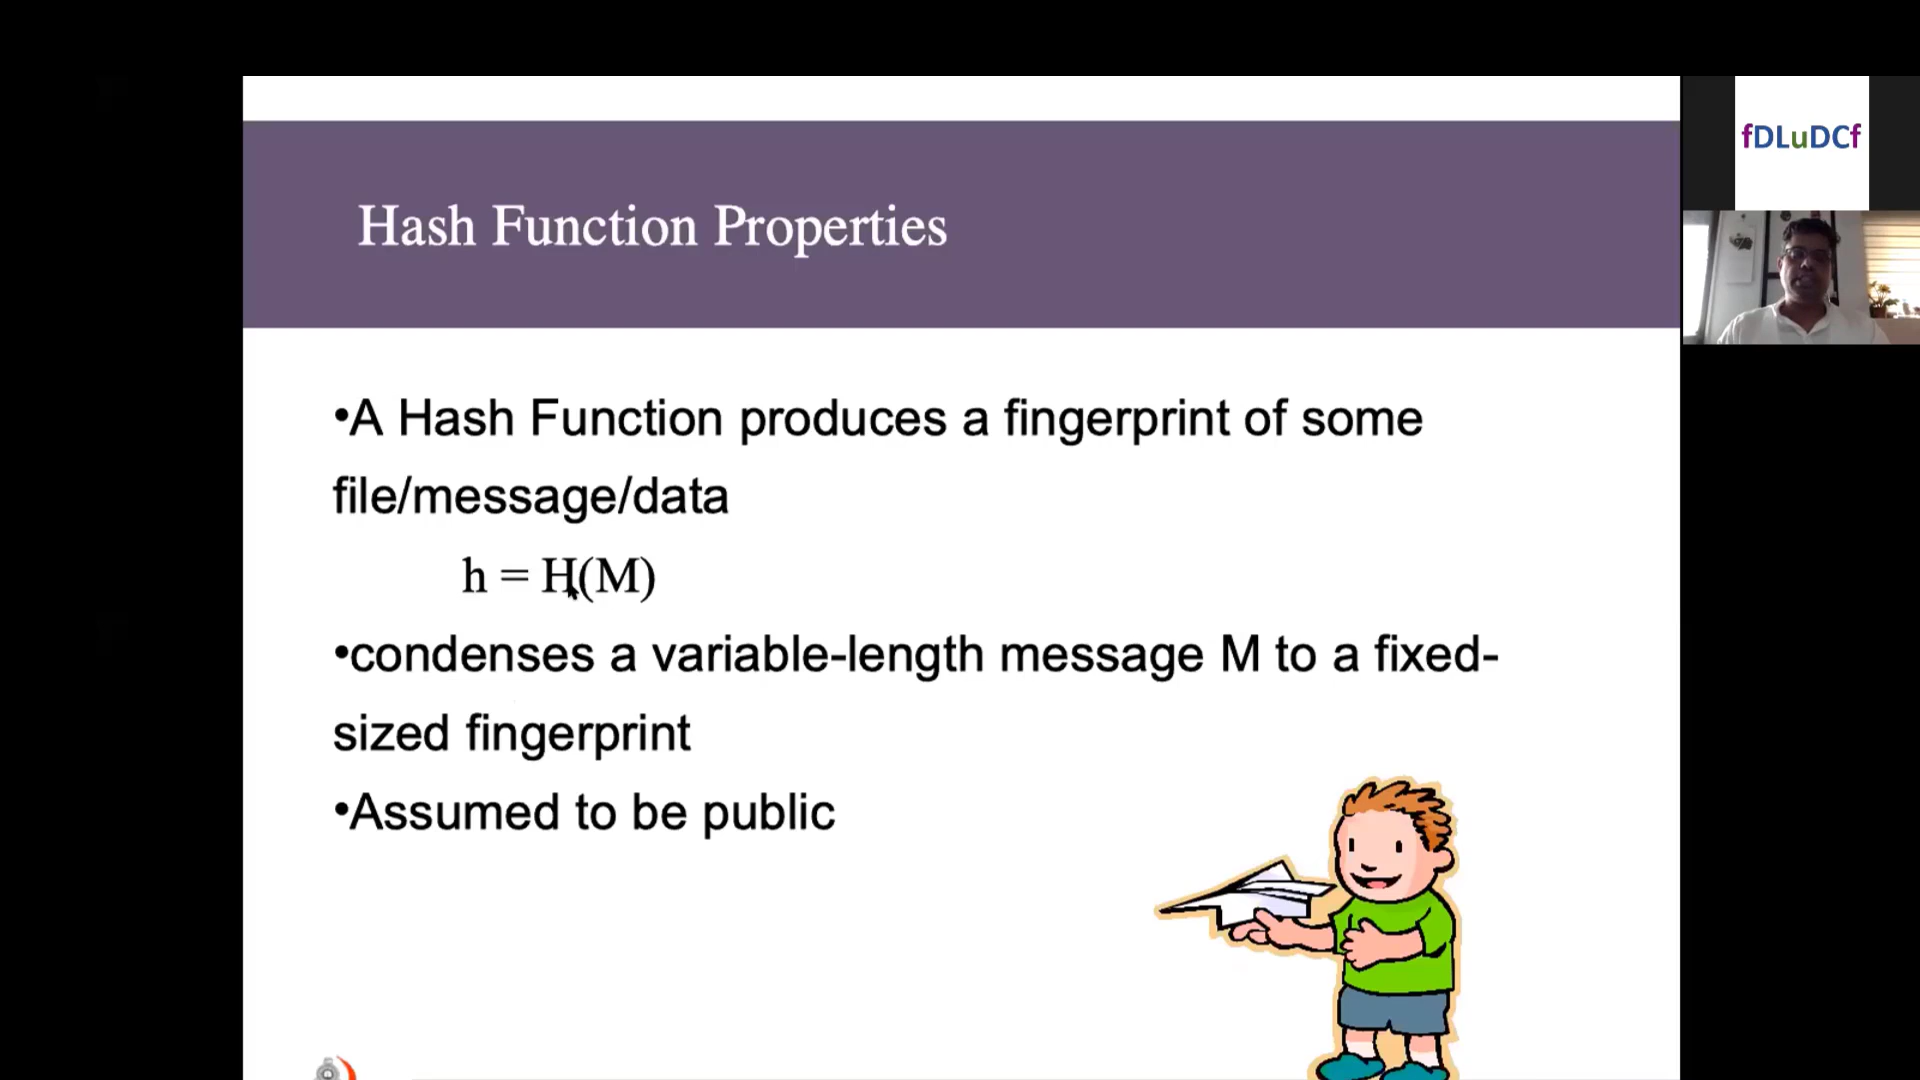 fDLuDCf
Hash Function Properties
•A Hash Function produces a fingerprint of some
file/message/data
h = H(M)
•condenses a variable-length message M to a fixed-
sized fingerprint
•Assumed to be public